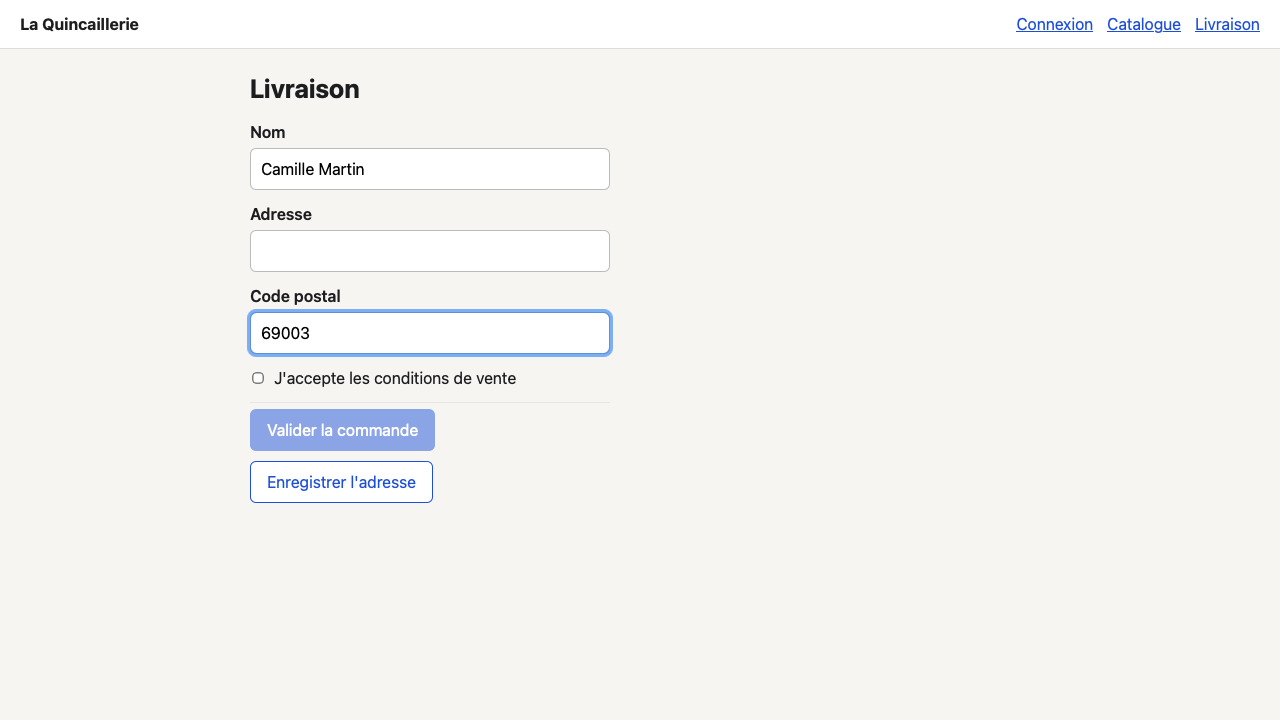 La Quincaillerie
Connexion Catalogue Livraison
Livraison
Nom
Camille Martin
Adresse
Code postal
69003
J'accepte les conditions de vente
Valider la commande
Enregistrer l'adresse